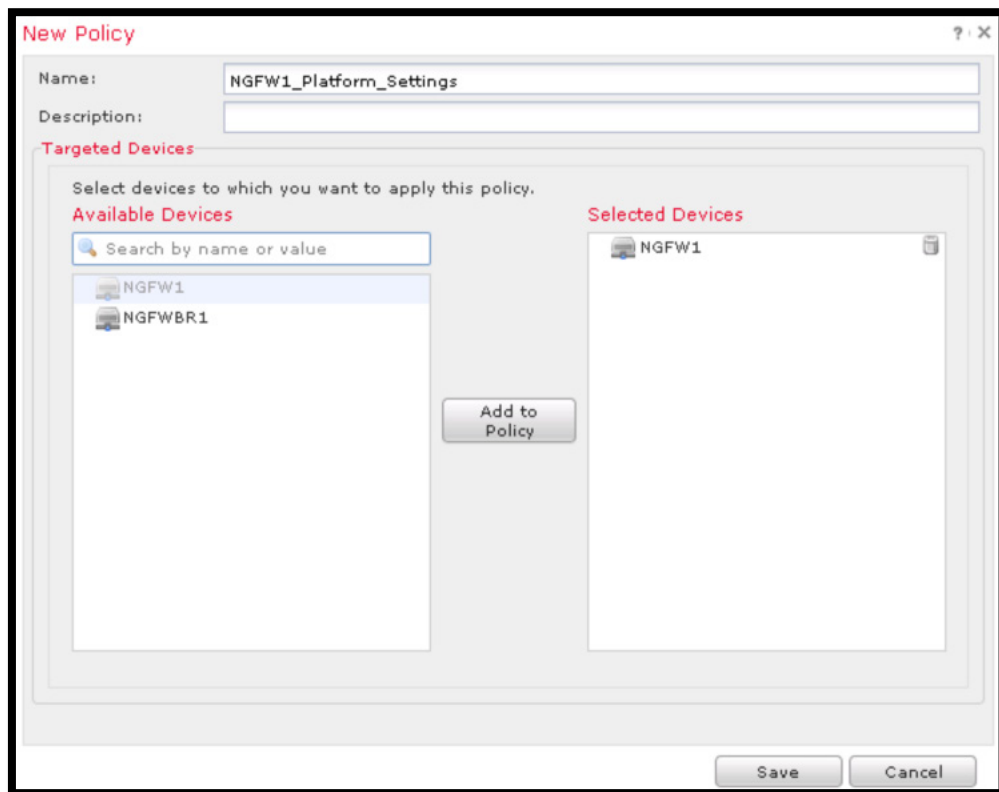 New Policy
?
Name:
NGFW1_Platform_Settings
Description:
Targeted Devices
Select devices to which you want to apply this policy.
Available Devices
Selected Devices
Search by name or value
NGFW1
NGFW1
NGFWBR1
Add to
Policy
Save
Cancel